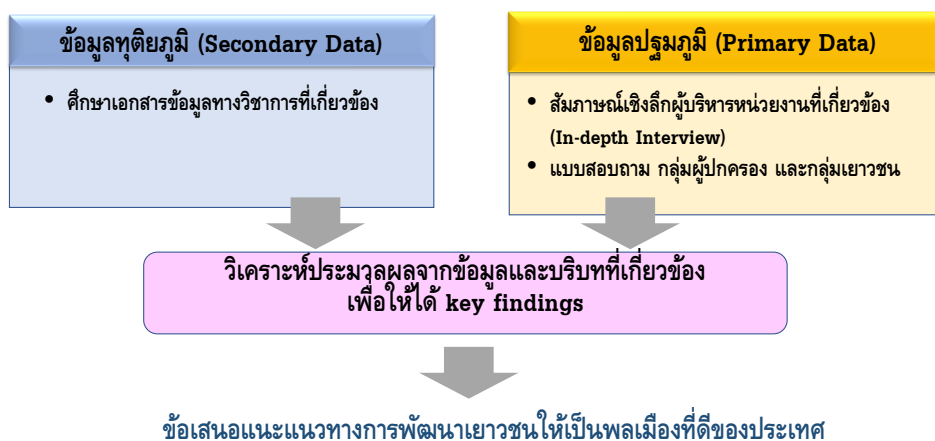 ข้อมูลทุติยภูมิ (Secondary Data)
• ศึกษาเอกสารข้อมูลทางวิชาการที่เกี่ยวข้อง
ข้อมูลปฐมภูมิ (Primary Data)
• สัมภาษณ์เชิงลึกผู้บริหารหน่วยงานที่เกี่ยวข้อง
(In-depth Interview)
• แบบสอบถาม กลุ่มผู้ปกครอง และกลุ่มเยาวชน
วิเคราะห์ประมวลผลจากข้อมูลและบริบทที่เกี่ยวข้อง
เพื่อให้ได้ key findings
ข้อเสนอแนะแนวทางการพัฒนาเยาวชนให้เป็นพลเมืองที่ดีของประเทศ